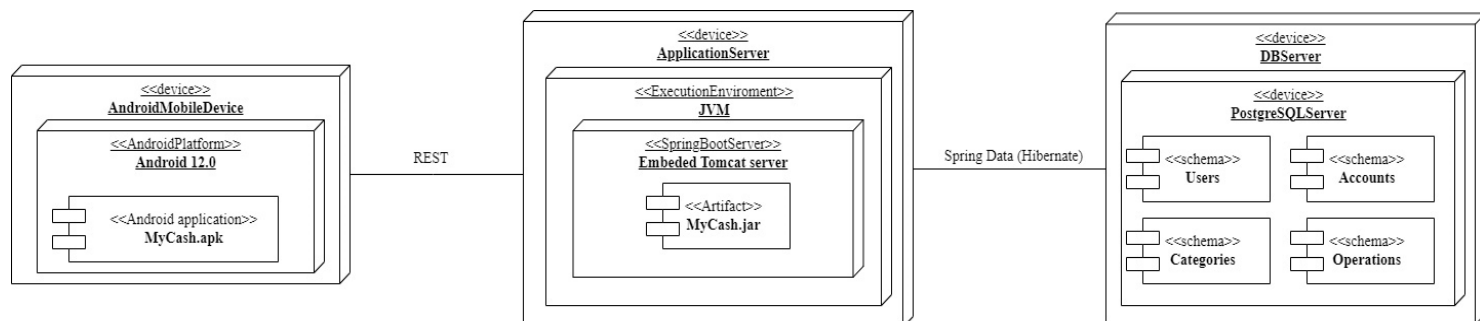 <<device>>
AndroidMobileDevice
<<AndroidPlatform>>
Android 12.0
<<Android application>>
MyCash.apk
REST
<<device>>
ApplicationServer
<<ExecutionEnviroment>>
JVM
<<SpringBootServer>>
Embeded Tomcat server
<<Artifact>>
MyCash.jar
Spring Data (Hibernate)
<<device>>
DBServer
<<device>>
PostgreSQLServer
<<schema>>
Users
<<schema>>
Accounts
<<schema>>
Categories
<<schema>>
Operations